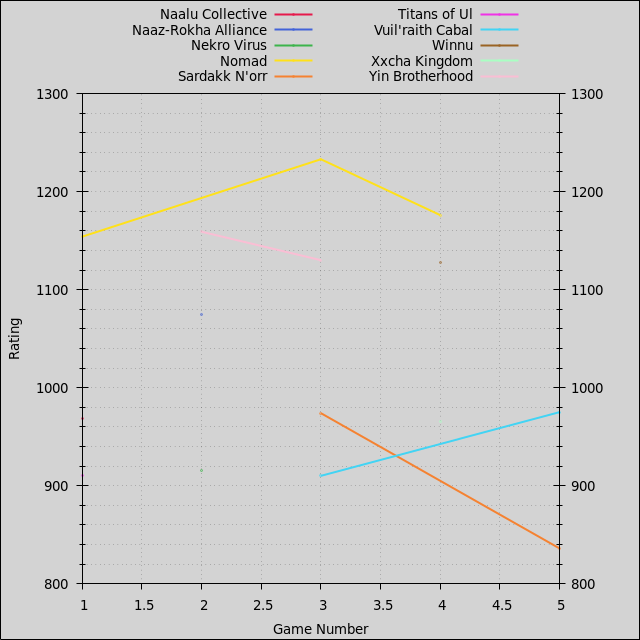 Naalu Collective Titans of Ul
Naaz-Rokha Alliance Vuil'raith Cabal
Nekro Virus Winnu
Nomad Xxcha Kingdom
Sardakk N'orr Yin Brotherhood
1300 1300
1200 1200
1100 1100
1000 1000
900 900
800 800
Rating
1 1.5 2 2.5 3 3.5 4 4.5 5
Game Number